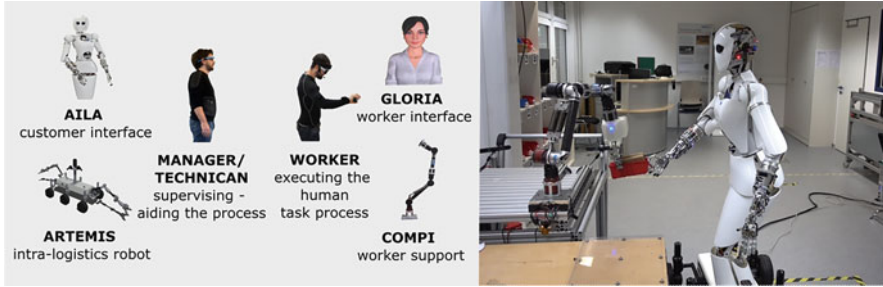 AILA
customer interface
MANAGER/
TECHNICAN
supervising -
aiding the process
WORKER
executing the
human
task process
GLORIA
worker interface
ARTEMIS
intra-logistics robot
COMPI
worker support